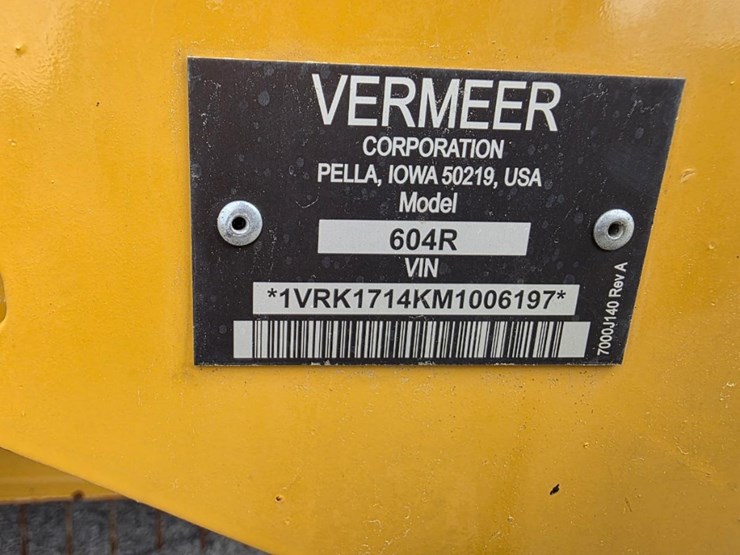 VERMEER
CORPORATION
PELLA, IOWA 50219, USA
Model
604R
VIN
*1VRK1714KM1006197*
7000J140 Rev A